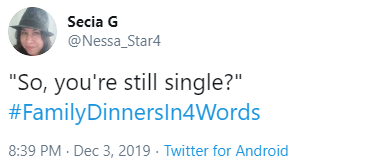 Secia G
@Nessa_Star4
"So, you're still single?"
#FamilyDinnersIn4Words
8:39 PM · Dec 3, 2019 · Twitter for Android